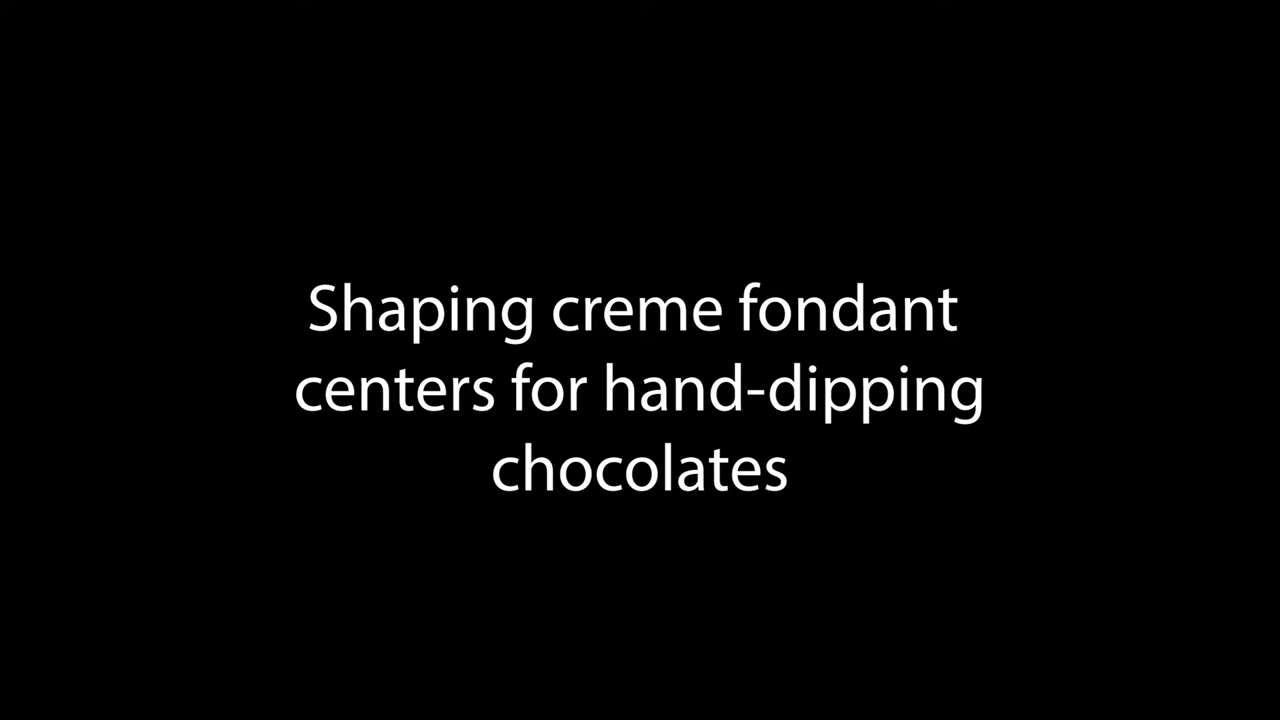 Shaping creme fondant
centers for hand-dipping
chocolates